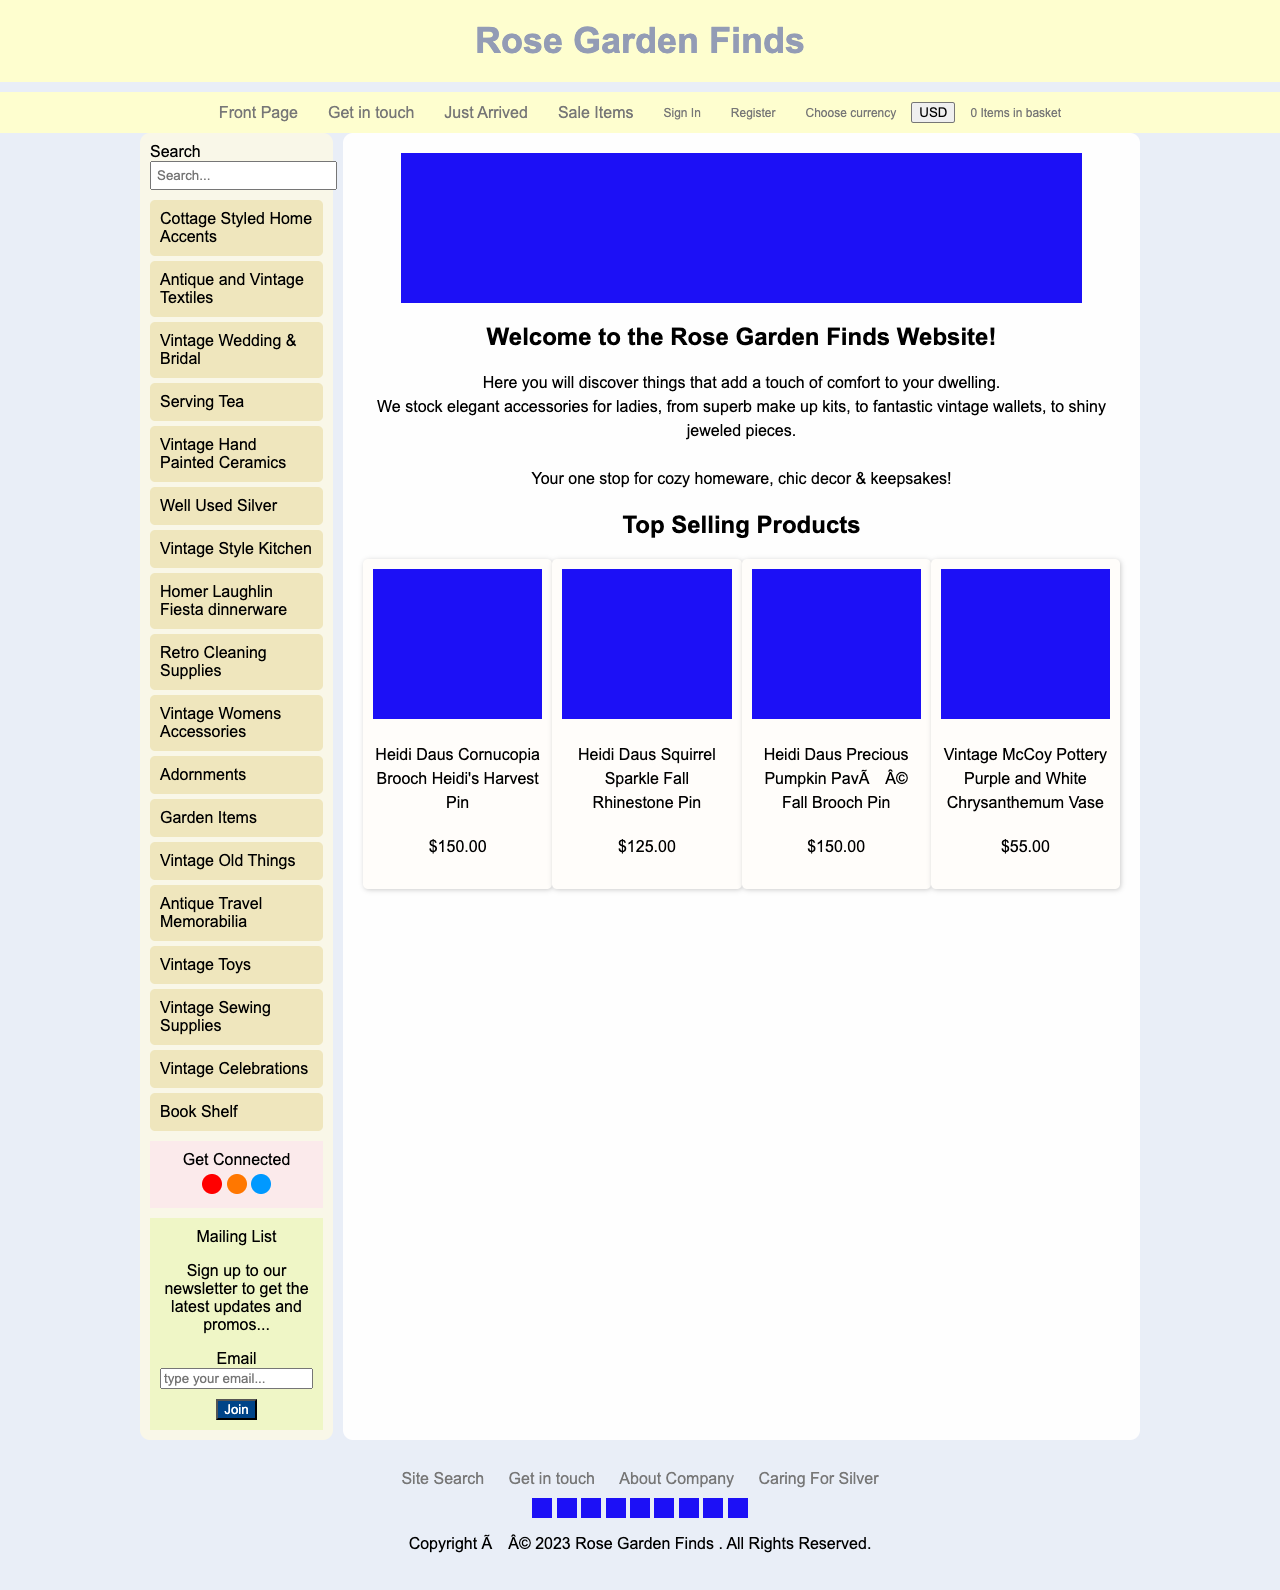 Rose Garden Finds
Front Page Get in touch Just Arrived Sale Items Sign In Register Choose currency USD 0 Items in basket
Search
Search...
Cottage Styled Home
Accents
Antique and Vintage
Textiles
Vintage Wedding &
Bridal
Serving Tea
Vintage Hand
Painted Ceramics
Well Used Silver
Vintage Style Kitchen
Homer Laughlin
Fiesta dinnerware
Retro Cleaning
Supplies
Vintage Womens
Accessories
Adornments
Garden Items
Vintage Old Things
Antique Travel
Memorabilia
Vintage Toys
Vintage Sewing
Supplies
Vintage Celebrations
Book Shelf
Get Connected
Mailing List
Sign up to our
newsletter to get the
latest updates and
promos...
Email
type your email...
Join
Welcome to the Rose Garden Finds Website!
Here you will discover things that add a touch of comfort to your dwelling.
We stock elegant accessories for ladies, from superb make up kits, to fantastic vintage wallets, to shiny
jeweled pieces.
Your one stop for cozy homeware, chic decor & keepsakes!
Top Selling Products
Heidi Daus Cornucopia
Brooch Heidi's Harvest
Pin
$150.00
Heidi Daus Squirrel
Sparkle Fall
Rhinestone Pin
$125.00
Heidi Daus Precious
Pumpkin PavÃ Â©
Fall Brooch Pin
$150.00
Vintage McCoy Pottery
Purple and White
Chrysanthemum Vase
$55.00
Site Search Get in touch About Company Caring For Silver
Copyright Ã Â© 2023 Rose Garden Finds . All Rights Reserved.